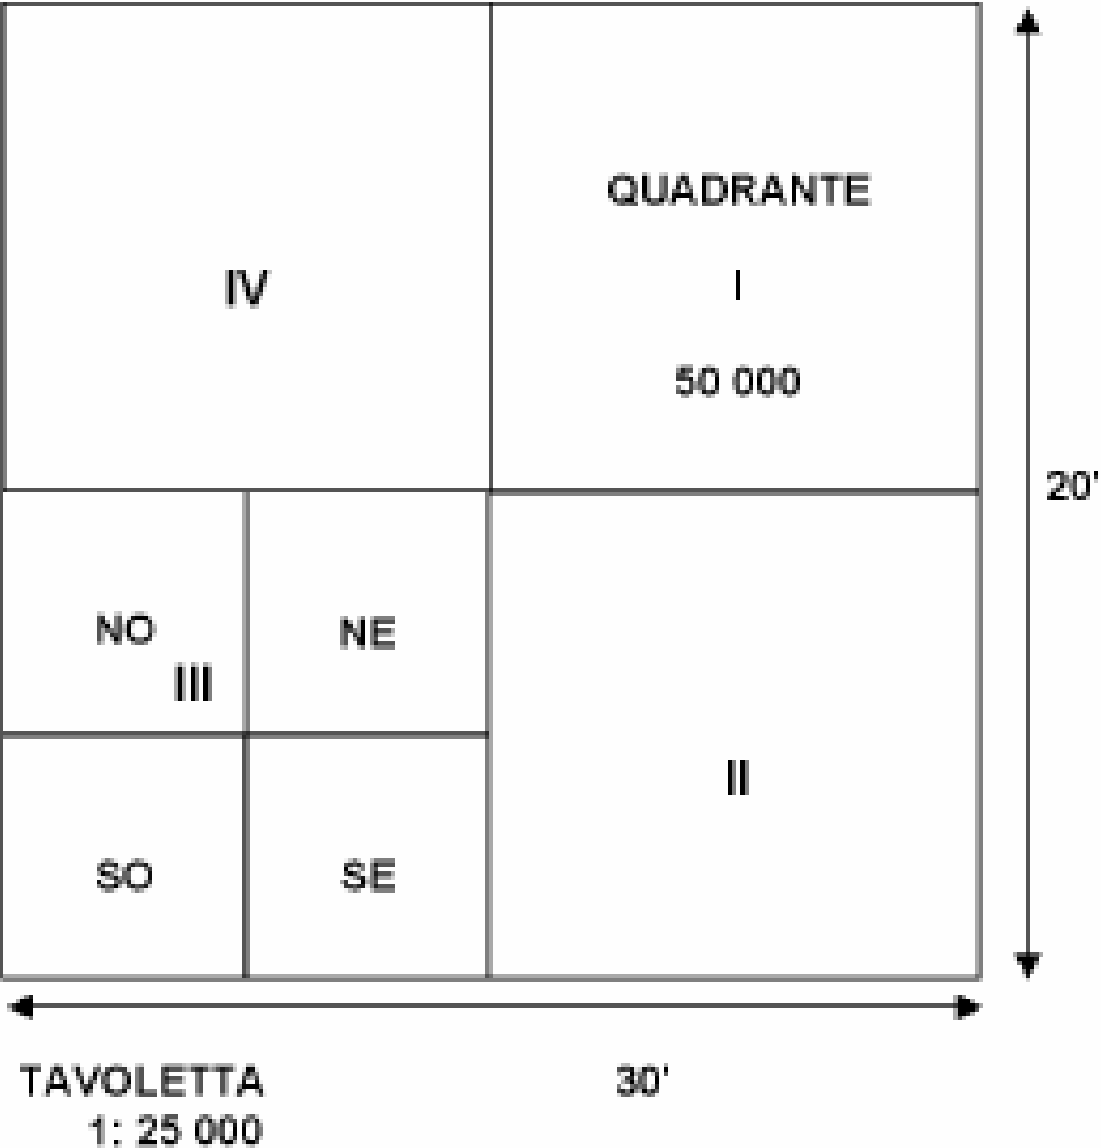 QUADRANTE
IV
I
50 000
20'
NO
NE
III
II
SO
SE
TAVOLETTA
30'
1: 25 000